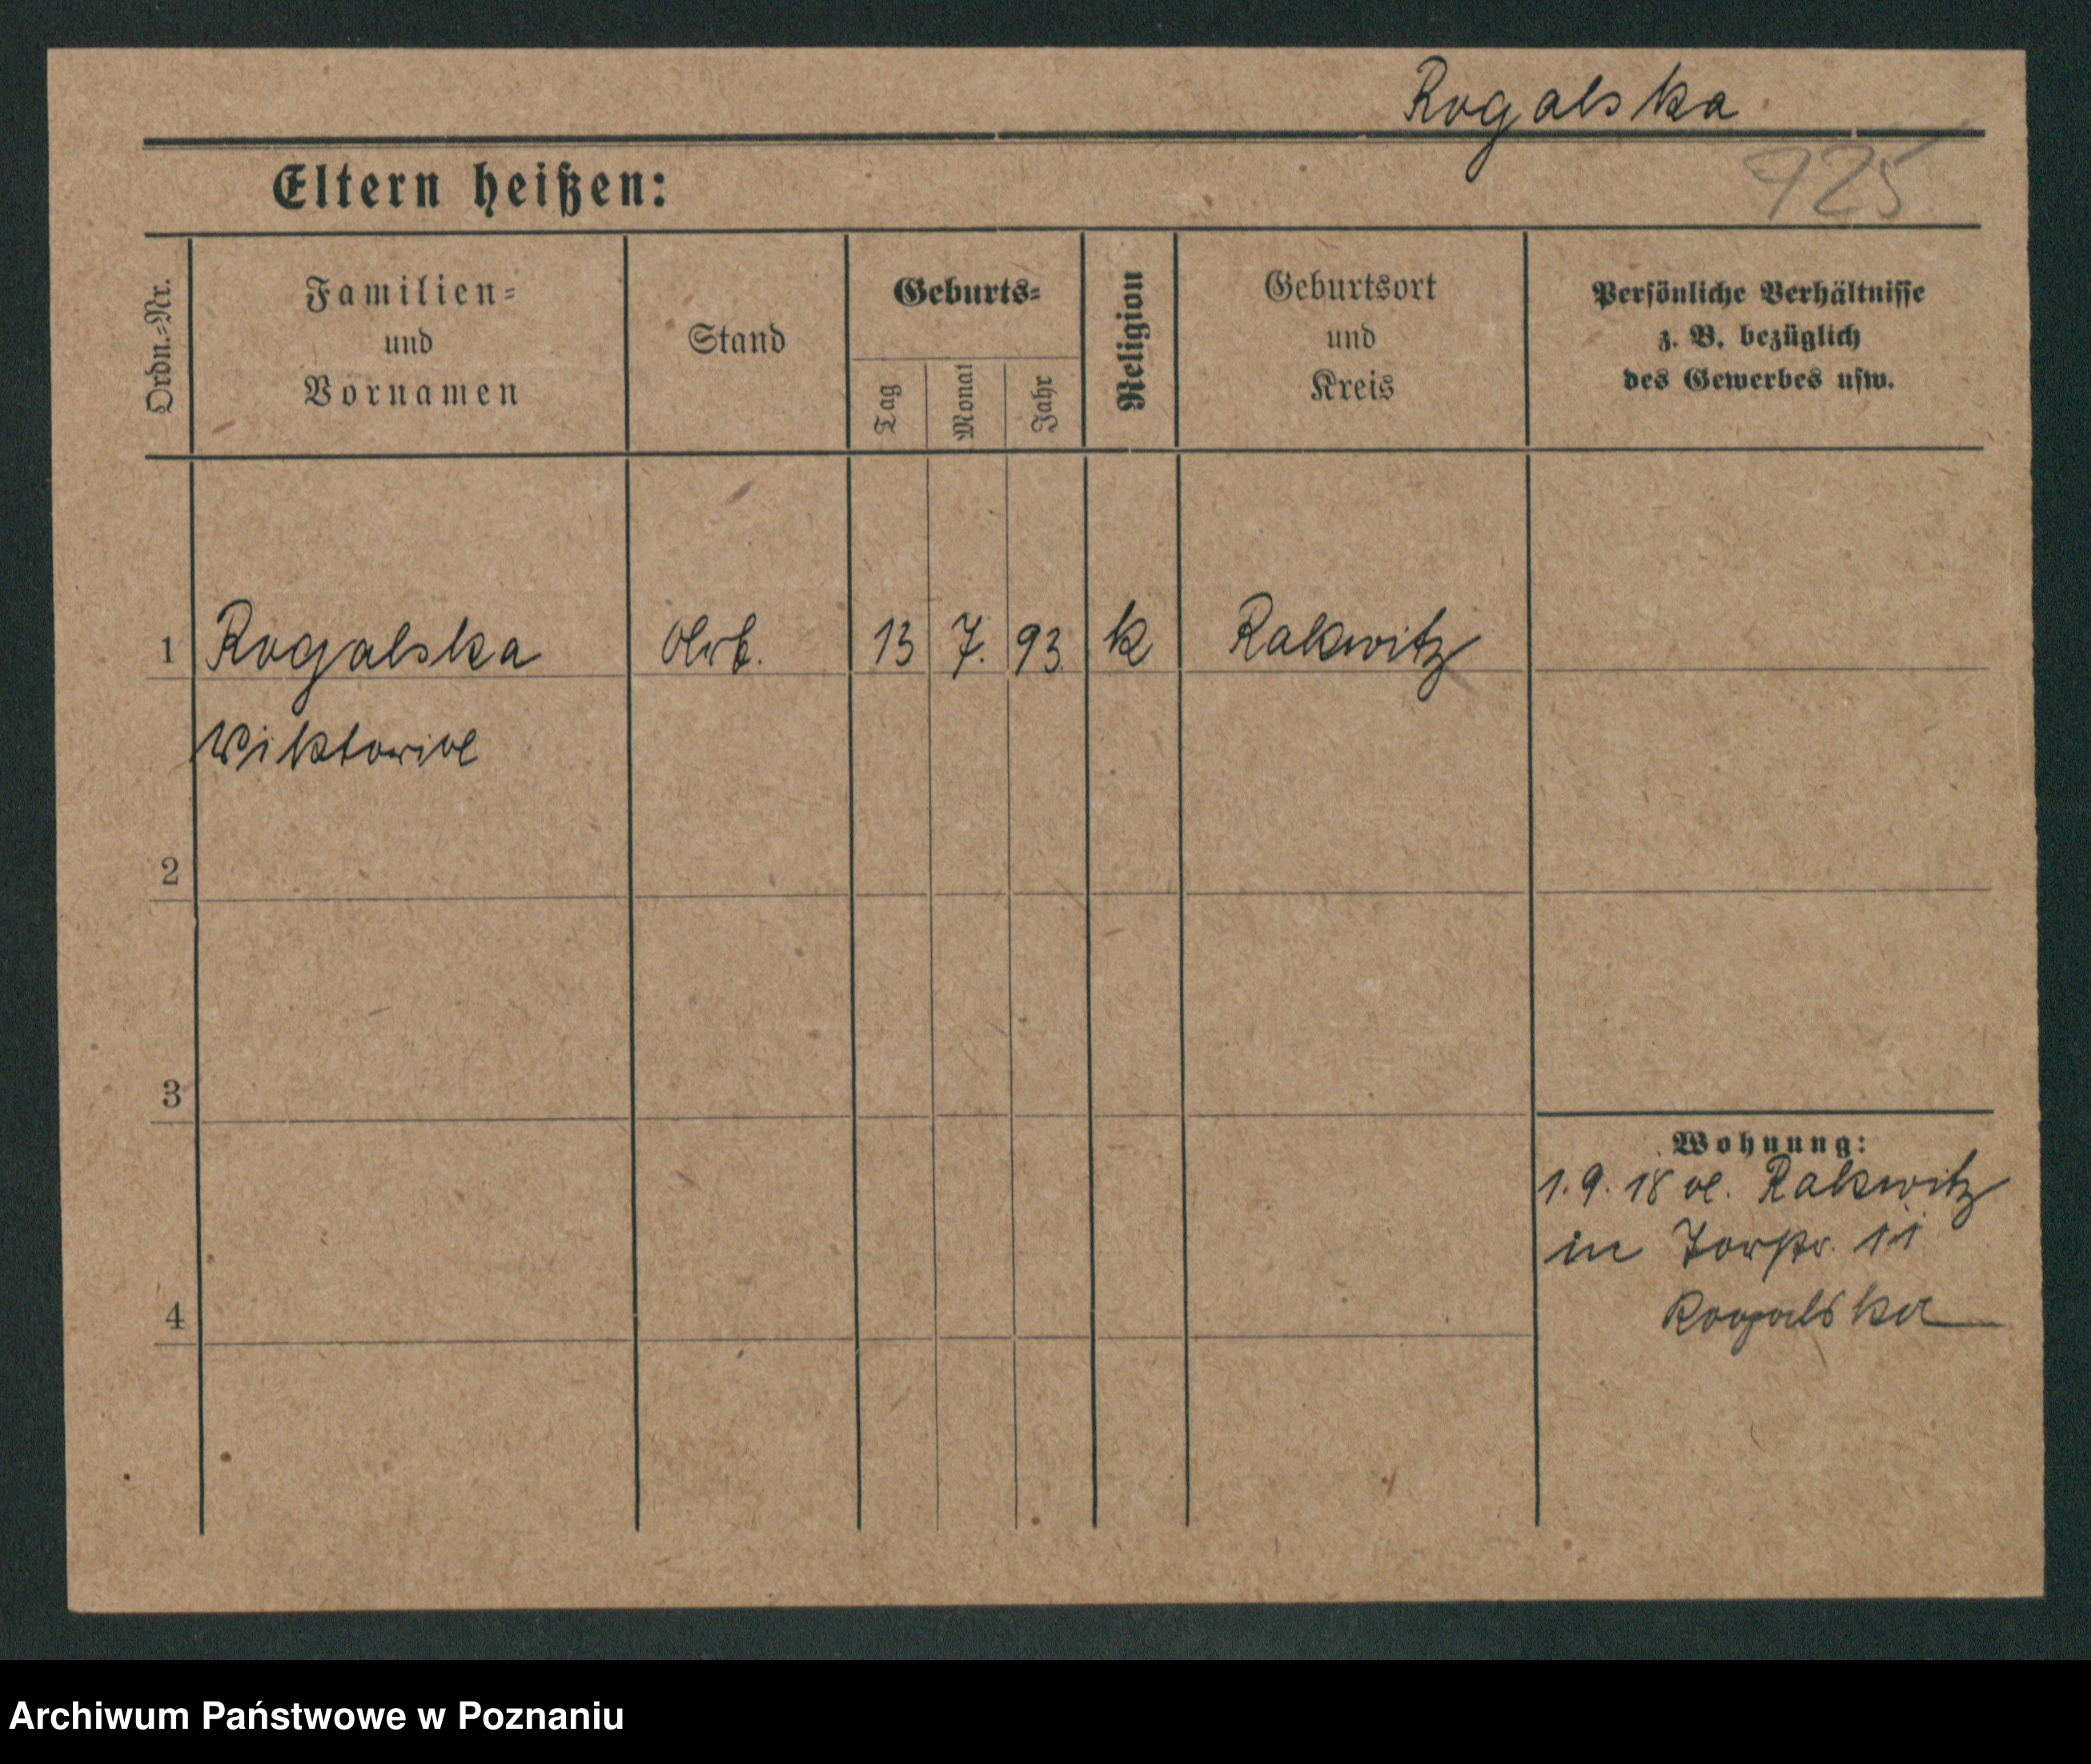 Rogalska
925
Eltern heißen:
Ordn.-Nr.
Familien-
und
Vornamen
Stand
Geburts-
Tag
Monat
Jahr
Religion
Geburtsort
und
Kreis
Persönliche Verhältnisse
z. B. bezüglich
des Gewerbes usw.
1 Rogalska Arb. 13 7. 93 k Rakwitz
Wiktoria
2
3
4
Wohnung:
1.9.18 a. Rakwitz
in 11
Rogalska
Archiwum Państwowe w Poznaniu